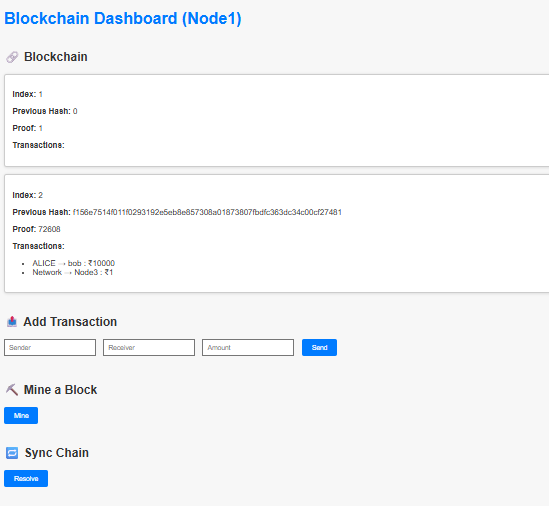 Blockchain Dashboard (Node1)
Blockchain
Index: 1
Previous Hash: 0
Proof: 1
Transactions:
Index: 2
Previous Hash: f156e7514f011f0293192e5eb8e857308a01873807fbdfc363dc34c00cf27481
Proof: 72608
Transactions:
• ALICE → bob : ₹10000
• Network → Node3 : ₹1
Add Transaction
Sender Receiver Amount Send
Mine a Block
Mine
Sync Chain
Resolve